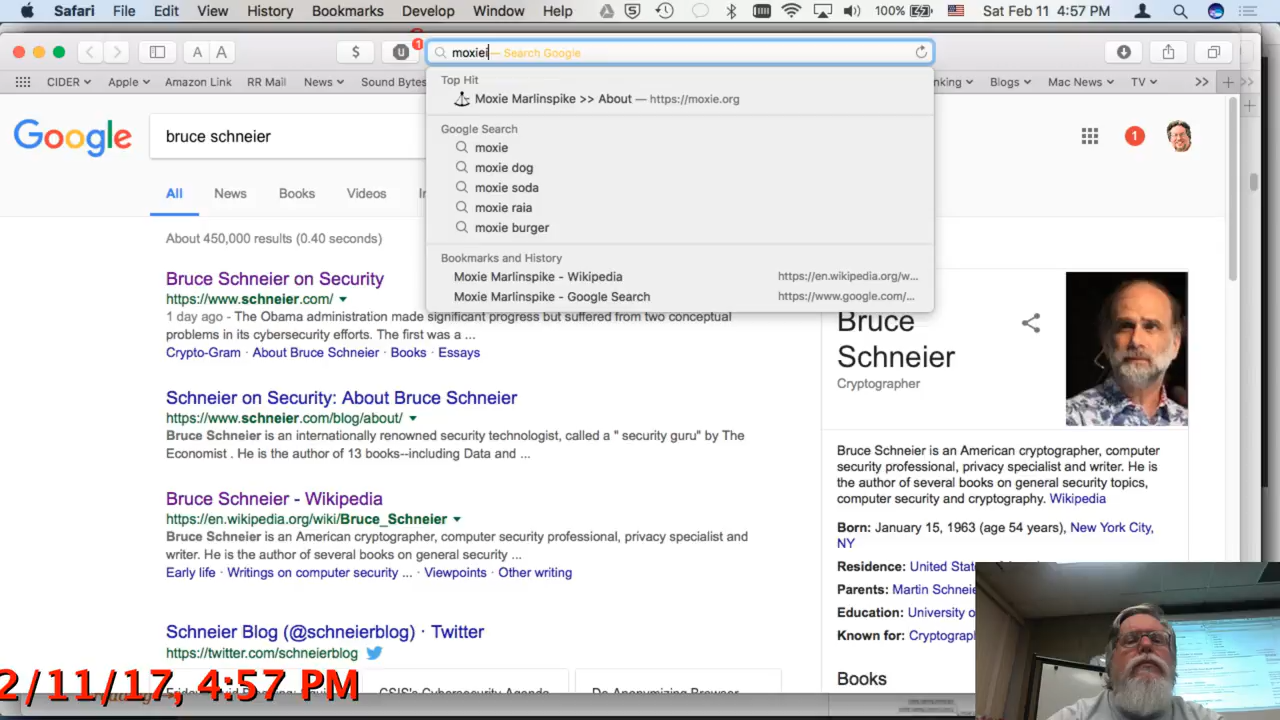 Safari File Edit View History Bookmarks Develop Window Help 100% Sat Feb 11 4:57 PM
A A $ u 1 moxiei — Search Google
CIDER Apple Amazon Link RR Mail News Sound Bytes nking Blogs Mac News TV >> + >>
Top Hit
Moxie Marlinspike >> About — https://moxie.org
Google Search
moxie
moxie dog
moxie soda
moxie raia
moxie burger
Bookmarks and History
Moxie Marlinspike - Wikipedia https://en.wikipedia.org/w...
Moxie Marlinspike - Google Search https://www.google.com/...
Google bruce schneier 1
All News Books Videos
About 450,000 results (0.40 seconds)
Bruce Schneier on Security
https://www.schneier.com/
1 day ago - The Obama administration made significant progress but suffered from two conceptual
problems in its cybersecurity efforts. The first was a ...
Crypto-Gram · About Bruce Schneier · Books · Essays
Schneier on Security: About Bruce Schneier
https://www.schneier.com/blog/about/
Bruce Schneier is an internationally renowned security technologist, called a " security guru" by The
Economist . He is the author of 13 books--including Data and ...
Bruce Schneier - Wikipedia
https://en.wikipedia.org/wiki/Bruce_Schneier
Bruce Schneier is an American cryptographer, computer security professional, privacy specialist and
writer. He is the author of several books on general security ...
Early life · Writings on computer security ... · Viewpoints · Other writing
Schneier Blog (@schneierblog) · Twitter
https://twitter.com/schneierblog
GSIS's Cybersecurity Agenda De-Anonymizing Browser
2/11/17, 4:57 PM
Bruce
Schneier
Cryptographer
Bruce Schneier is an American cryptographer, computer
security professional, privacy specialist and writer. He is
the author of several books on general security topics,
computer security and cryptography. Wikipedia
Born: January 15, 1963 (age 54 years), New York City,
NY
Residence: United Sta
Parents: Martin Schnei
Education: University o
Known for: Cryptograp
Books